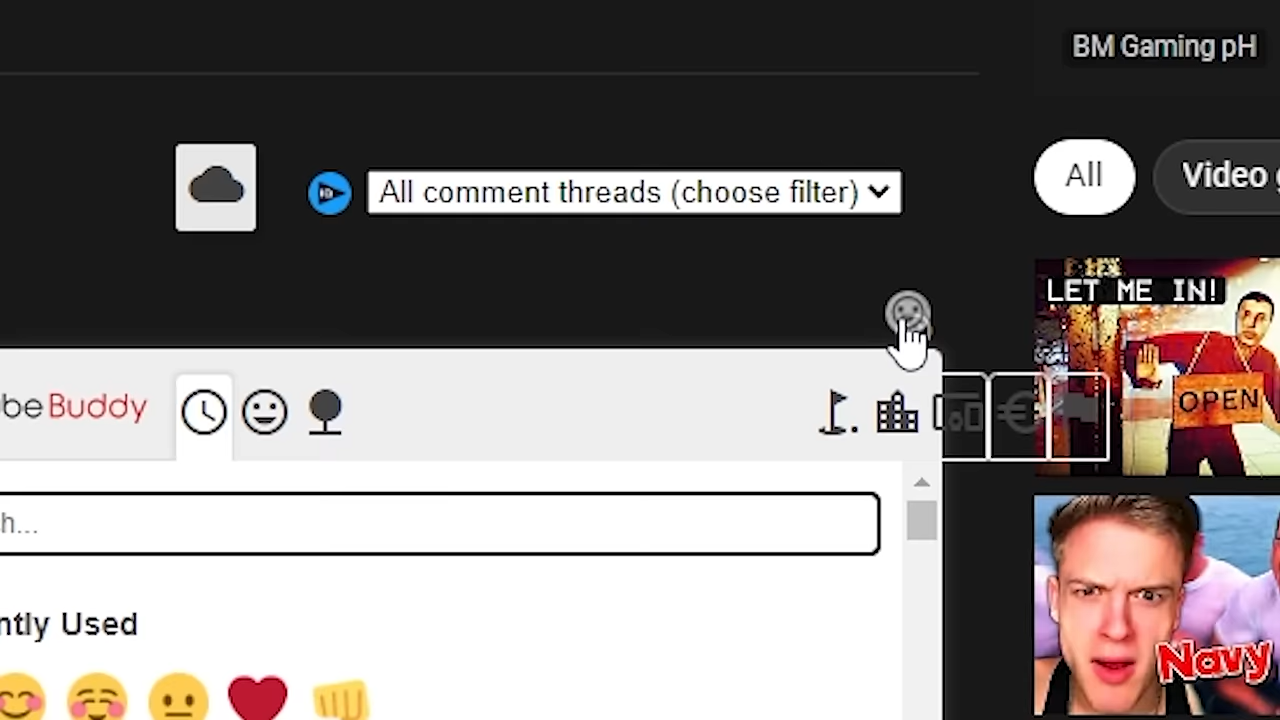 BM Gaming pH
All comment threads (choose filter)
All
Video
LET ME IN!
be Buddy
OPEN
h...
ntly Used
Navy